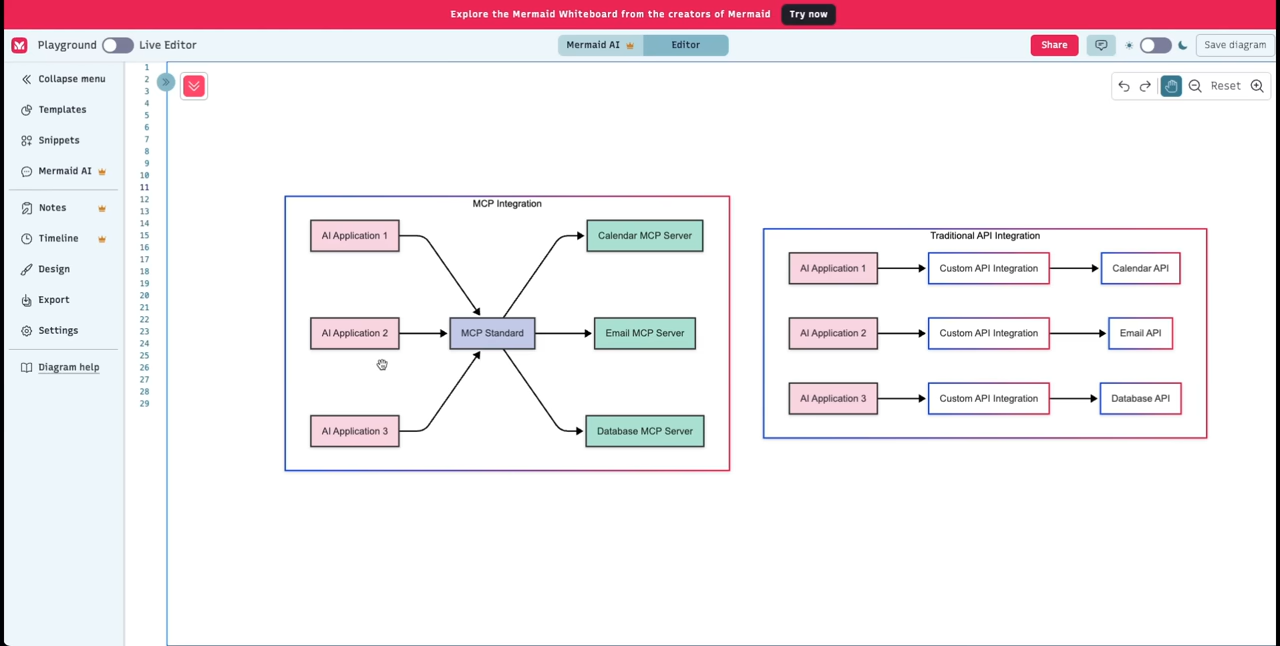 Explore the Mermaid Whiteboard from the creators of Mermaid Try now
Playground Live Editor Mermaid AI Editor Share Save diagram
Collapse menu
Templates
Snippets
Mermaid AI
Notes
Timeline
Design
Export
Settings
Diagram help
1
2
3
4
5
6
7
8
9
10
11
12
13
14
15
16
17
18
19
20
21
22
23
24
25
26
27
28
29
Reset
MCP Integration
AI Application 1 Calendar MCP Server
AI Application 2 MCP Standard Email MCP Server
AI Application 3 Database MCP Server
Traditional API Integration
AI Application 1 Custom API Integration Calendar API
AI Application 2 Custom API Integration Email API
AI Application 3 Custom API Integration Database API